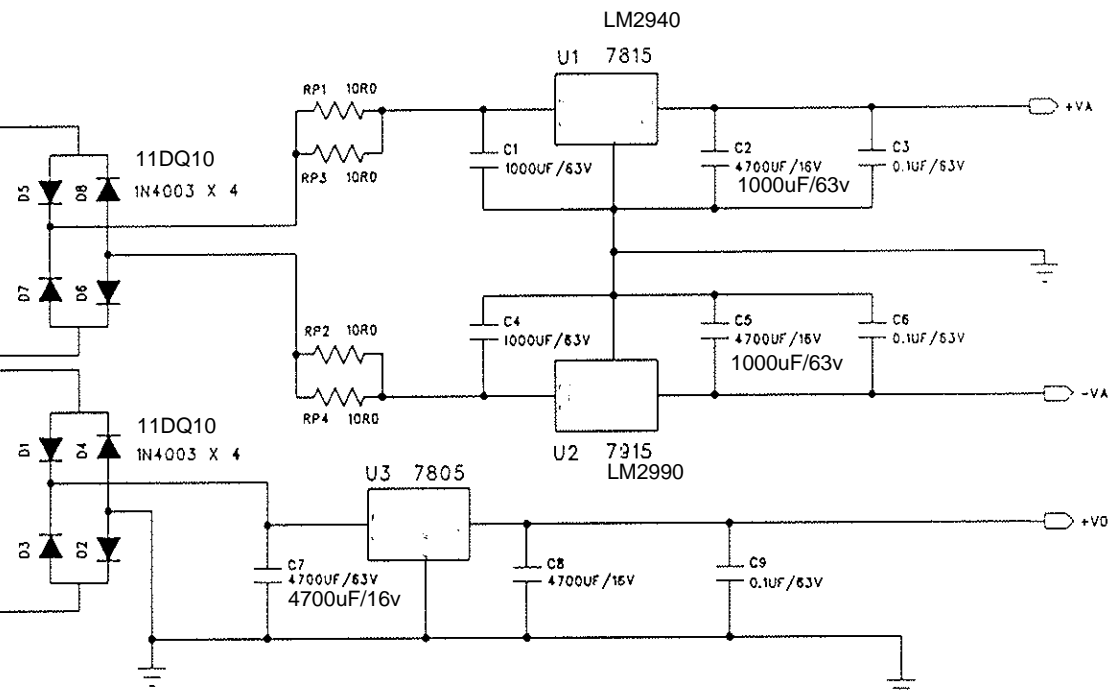 LM2940
U1 7815
RP1 10R0
RP3 10R0
C1
1000UF/63V
C2
4700UF/16V
1000uF/63v
C3
0.1UF/63V
+VA
11DQ10
1N4003 X 4
D5
D8
D7
D6
C4
1000UF/63V
C5
4700UF/16V
1000uF/63v
C6
0.1UF/63V
RP2 10R0
RP4 10R0
-VA
U2 7915
LM2990
11DQ10
1N4003 X 4
D1
D4
D3
D2
U3 7805
+VD
C7
4700UF/63V
4700uF/16v
C8
4700UF/16V
C9
0.1UF/63V